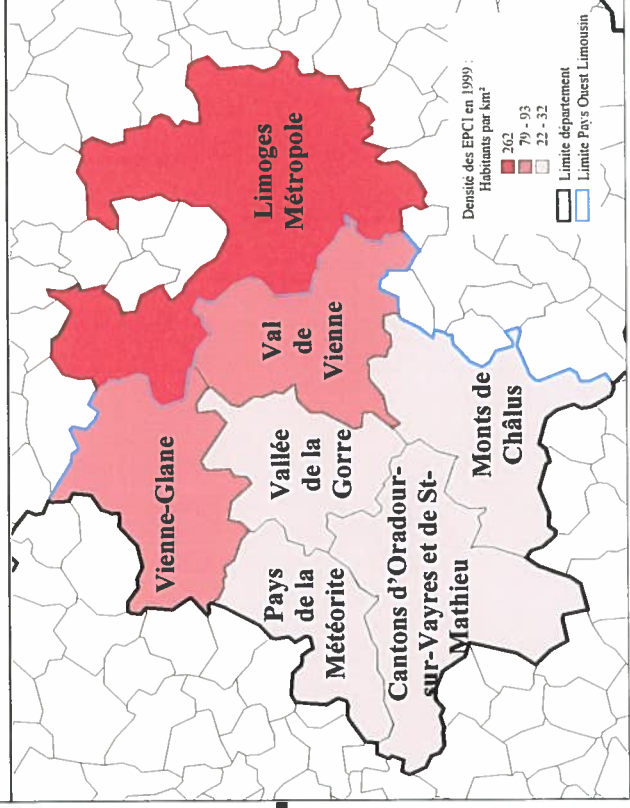 Limoges
Métropole
Vienne-Glane
Val
de
Vienne
Vallée
de la
Gorre
Pays
de la
Météorite
Cantons d'Oradour-
sur-Vayres et de St-
Mathieu
Monts de
Châlus
Densité des EPCI en 1999 :
Habitants par km²
262
79 - 93
22 - 32
Limite département
Limite Pays Ouest Limousin